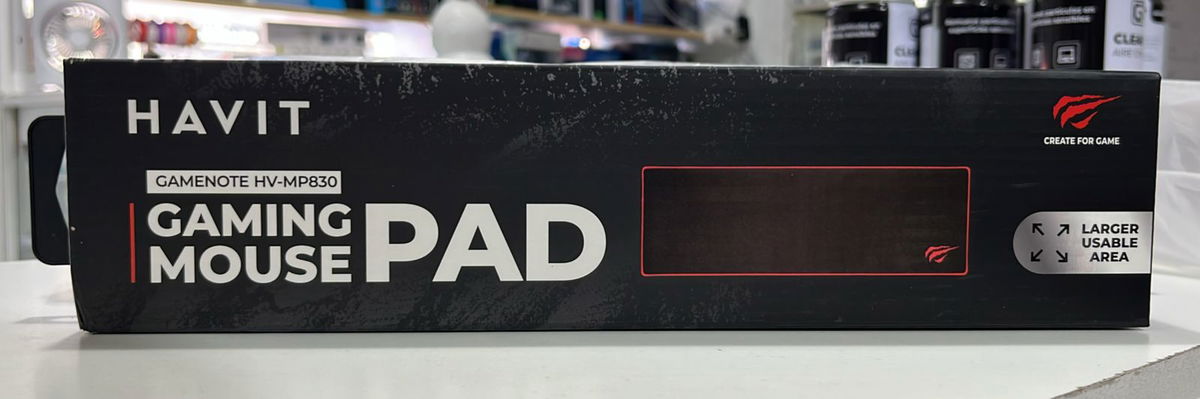 HAVIT
GAMENOTE HV-MP830
GAMING
MOUSE
PAD
CREATE FOR GAME
LARGER
USABLE
AREA